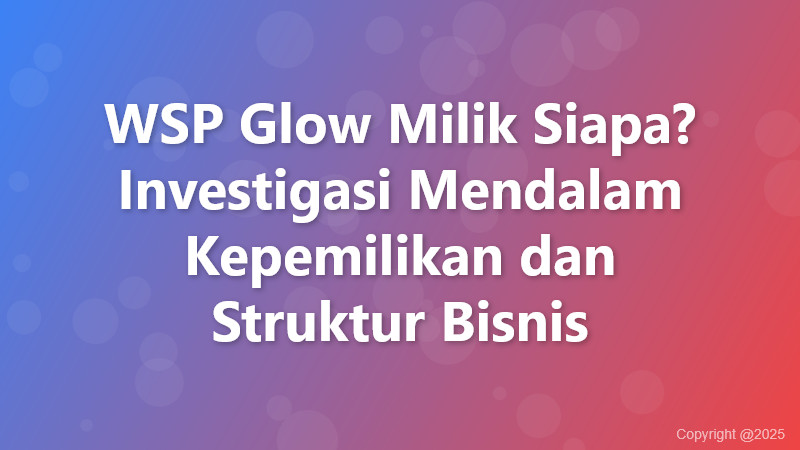 WSP Glow Milik Siapa?
Investigasi Mendalam
Kepemilikan dan
Struktur Bisnis
Copyright @2025